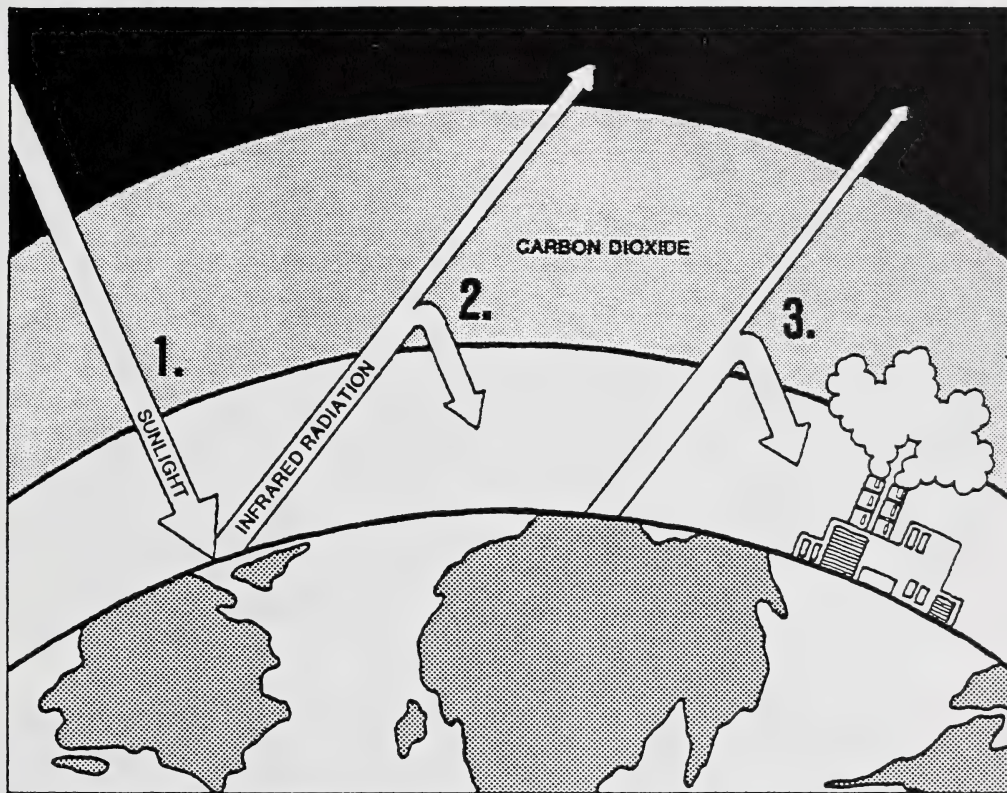 1.
SUNLIGHT
INFRARED RADIATION
2.
CARBON DIOXIDE
3.